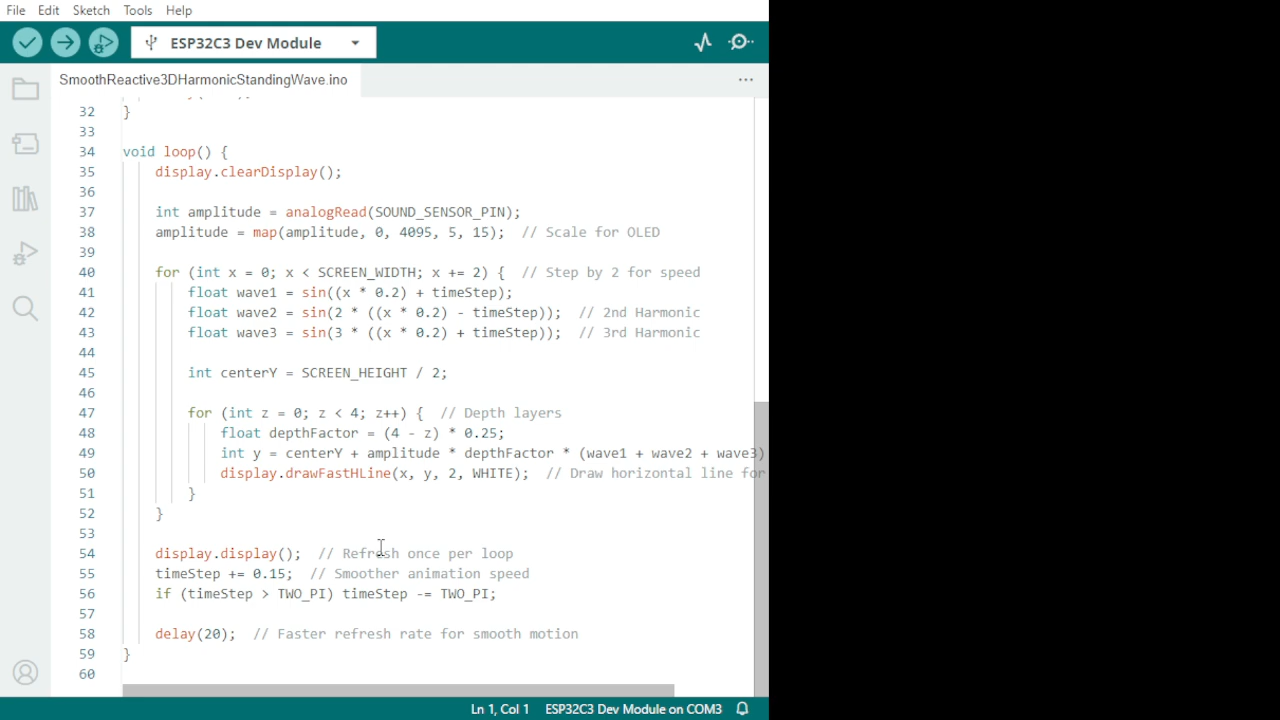 File Edit Sketch Tools Help
ESP32C3 Dev Module
SmoothReactive3DHarmonicStandingWave.ino
32 }
33
34 void loop() {
35 display.clearDisplay();
36
37 int amplitude = analogRead(SOUND_SENSOR_PIN);
38 amplitude = map(amplitude, 0, 4095, 5, 15); // Scale for OLED
39
40 for (int x = 0; x < SCREEN_WIDTH; x += 2) { // Step by 2 for speed
41 float wave1 = sin((x * 0.2) + timeStep);
42 float wave2 = sin(2 * ((x * 0.2) - timeStep)); // 2nd Harmonic
43 float wave3 = sin(3 * ((x * 0.2) + timeStep)); // 3rd Harmonic
44
45 int centerY = SCREEN_HEIGHT / 2;
46
47 for (int z = 0; z < 4; z++) { // Depth layers
48 float depthFactor = (4 - z) * 0.25;
49 int y = centerY + amplitude * depthFactor * (wave1 + wave2 + wave3)
50 display.drawFastHLine(x, y, 2, WHITE); // Draw horizontal line for
51 }
52 }
53
54 display.display(); // Refresh once per loop
55 timeStep += 0.15; // Smoother animation speed
56 if (timeStep > TWO_PI) timeStep -= TWO_PI;
57
58 delay(20); // Faster refresh rate for smooth motion
59 }
60
Ln 1, Col 1 ESP32C3 Dev Module on COM3